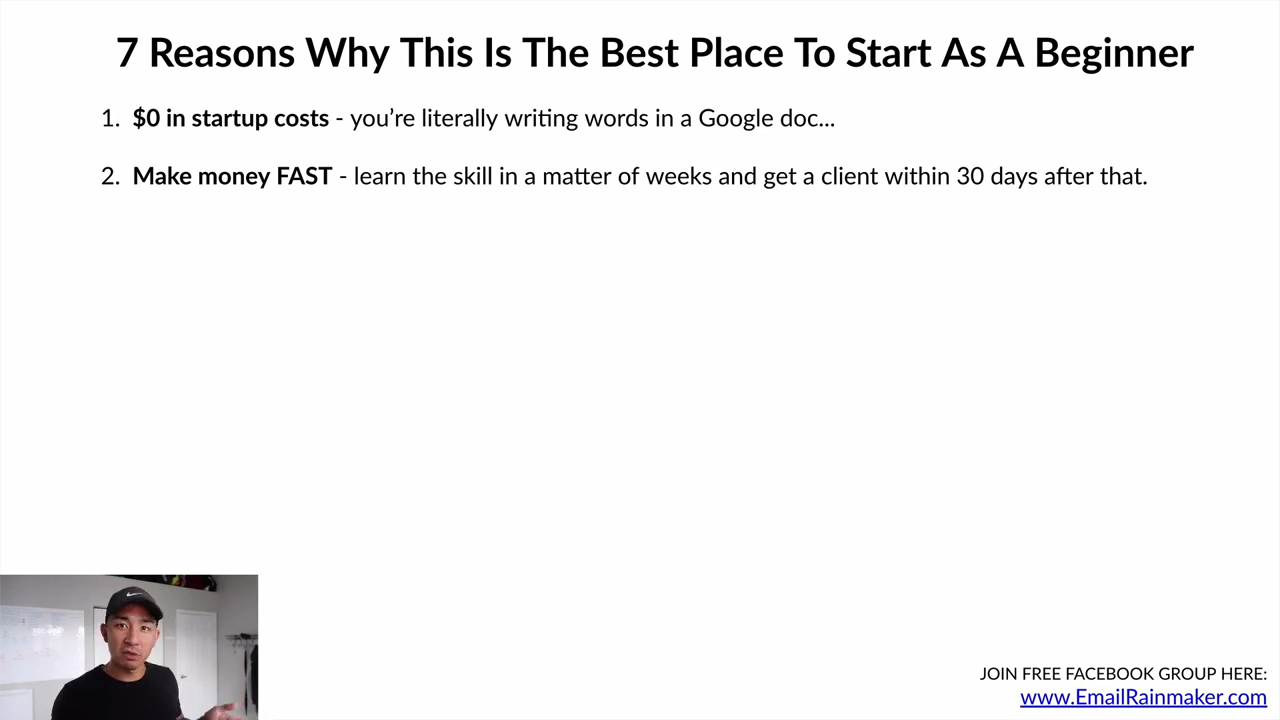 7 Reasons Why This Is The Best Place To Start As A Beginner
1. $0 in startup costs - you’re literally writing words in a Google doc...
2. Make money FAST - learn the skill in a matter of weeks and get a client within 30 days after that.
JOIN FREE FACEBOOK GROUP HERE:
www.EmailRainmaker.com